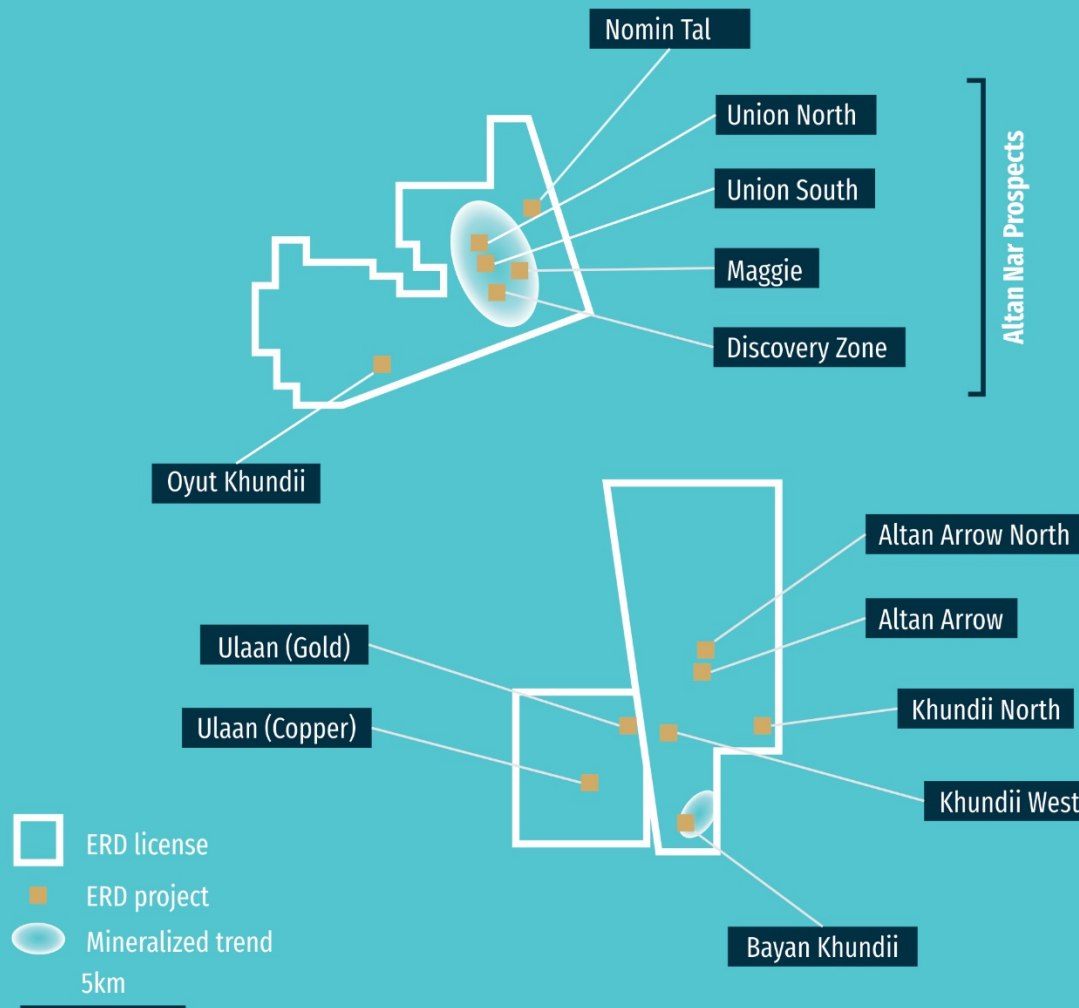 Nomin Tal
Union North
Union South
Maggie
Discovery Zone
Altan Nar Prospects
Oyut Khundii
Altan Arrow North
Altan Arrow
Ulaan (Gold)
Ulaan (Copper)
Khundii North
Khundii West
Bayan Khundii
ERD license
ERD project
Mineralized trend
5km